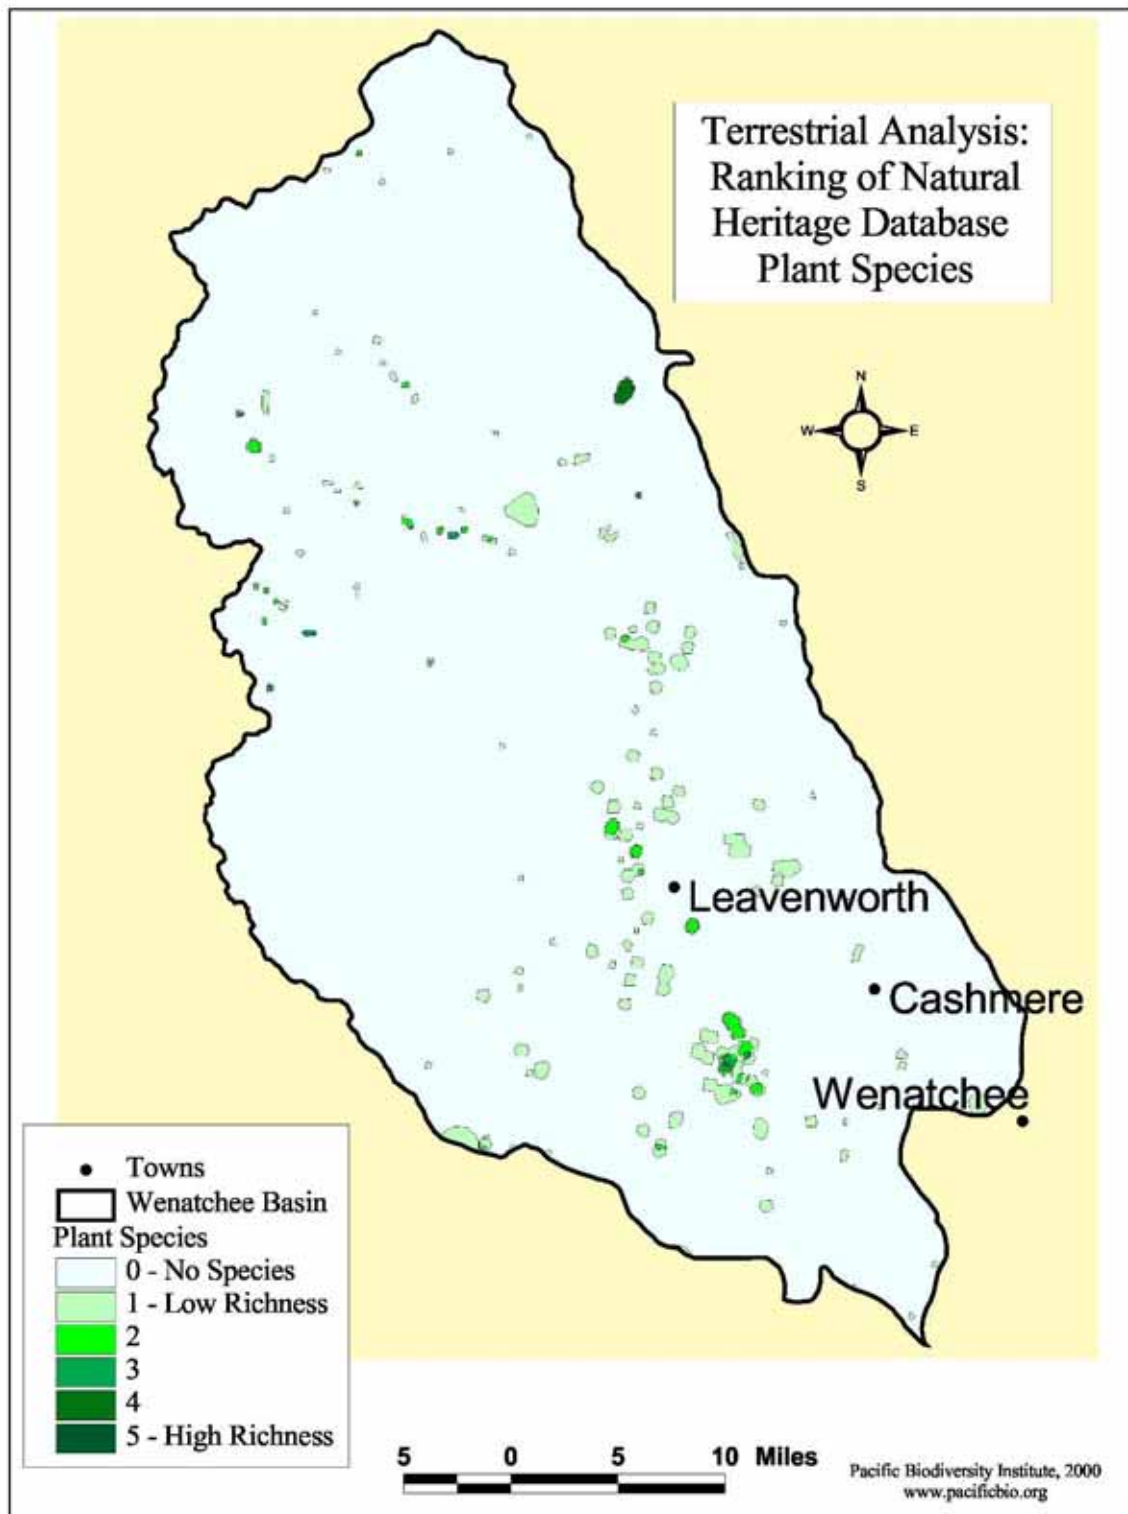 Terrestrial Analysis:
Ranking of Natural
Heritage Database
Plant Species
N
W E
S
Leavenworth
Cashmere
Wenatchee
Towns
Wenatchee Basin
Plant Species
0 - No Species
1 - Low Richness
2
3
4
5 - High Richness
5 0 5 10 Miles
Pacific Biodiversity Institute, 2000
www.pacificbio.org